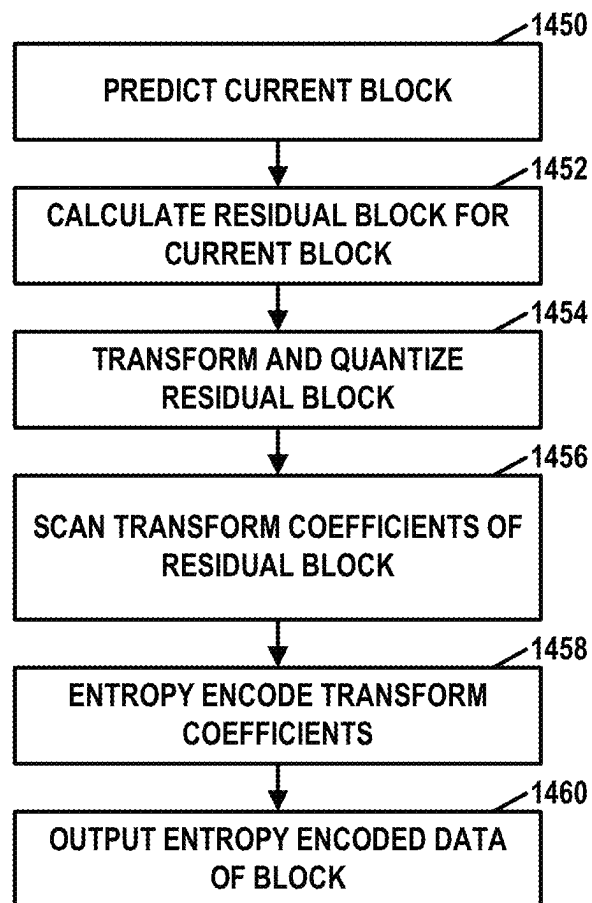 1450
PREDICT CURRENT BLOCK
1452
CALCULATE RESIDUAL BLOCK FOR
CURRENT BLOCK
1454
TRANSFORM AND QUANTIZE
RESIDUAL BLOCK
1456
SCAN TRANSFORM COEFFICIENTS OF
RESIDUAL BLOCK
1458
ENTROPY ENCODE TRANSFORM
COEFFICIENTS
1460
OUTPUT ENTROPY ENCODED DATA
OF BLOCK